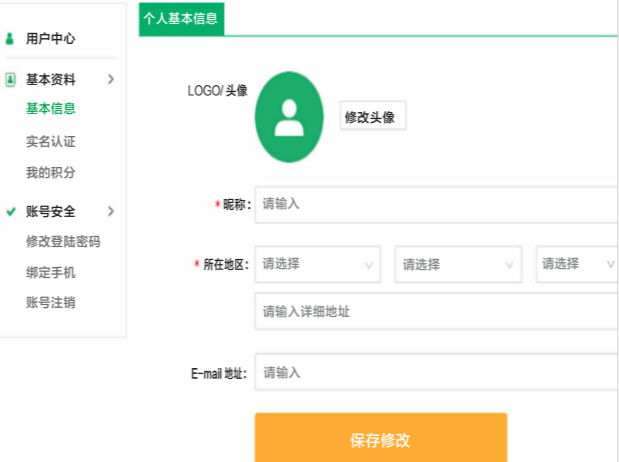 用户中心
基本资料
基本信息
实名认证
我的积分
账号安全
修改登陆密码
绑定手机
账号注销
个人基本信息
LOGO/头像
修改头像
*昵称：
请输入
*所在地区：
请选择
请选择
请选择
请输入详细地址
E-mail地址：
请输入
保存修改